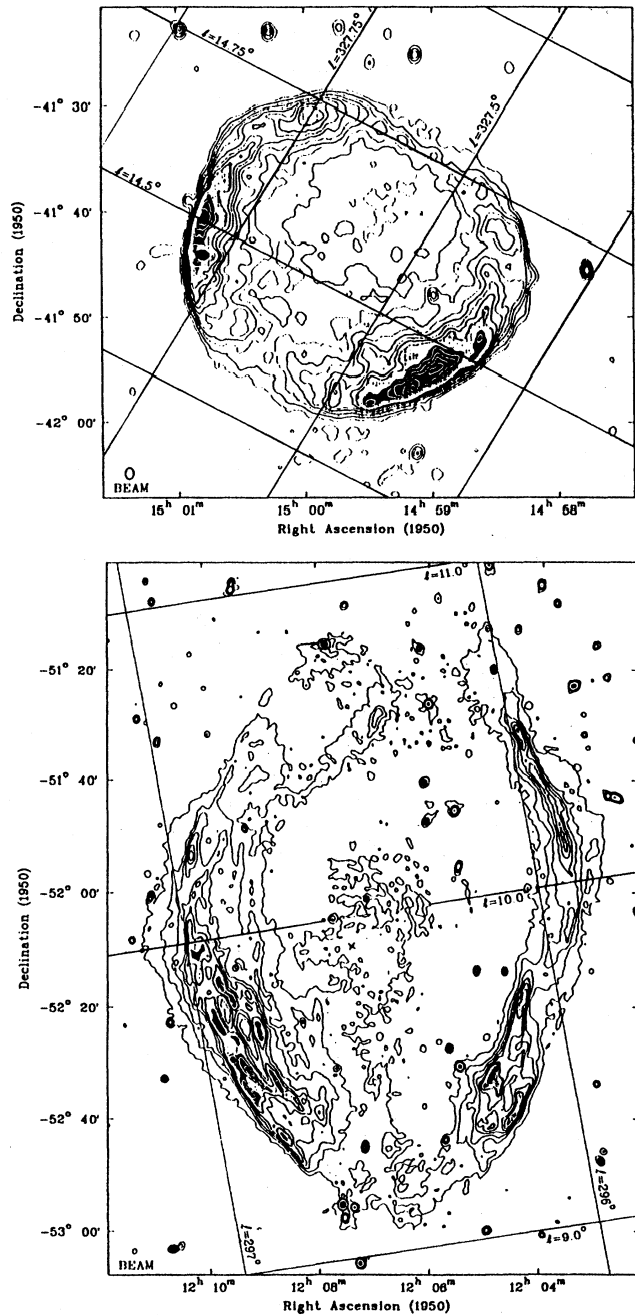 ℓ=14.75°
ℓ=327.75°
ℓ=327.5°
ℓ=14.5°
-41° 30'
-41° 40'
-41° 50'
-42° 00'
Declination (1950)
BEAM
15ʰ 01ᵐ
15ʰ 00ᵐ
14ʰ 59ᵐ
14ʰ 58ᵐ
Right Ascension (1950)
ℓ=11.0°
-51° 20'
-51° 40'
-52° 00'
ℓ=10.0
-52° 20'
-52° 40'
-53° 00'
Declination (1950)
ℓ=297°
ℓ=296°
ℓ=9.0°
BEAM
12ʰ 10ᵐ
12ʰ 08ᵐ
12ʰ 06ᵐ
12ʰ 04ᵐ
Right Ascension (1950)